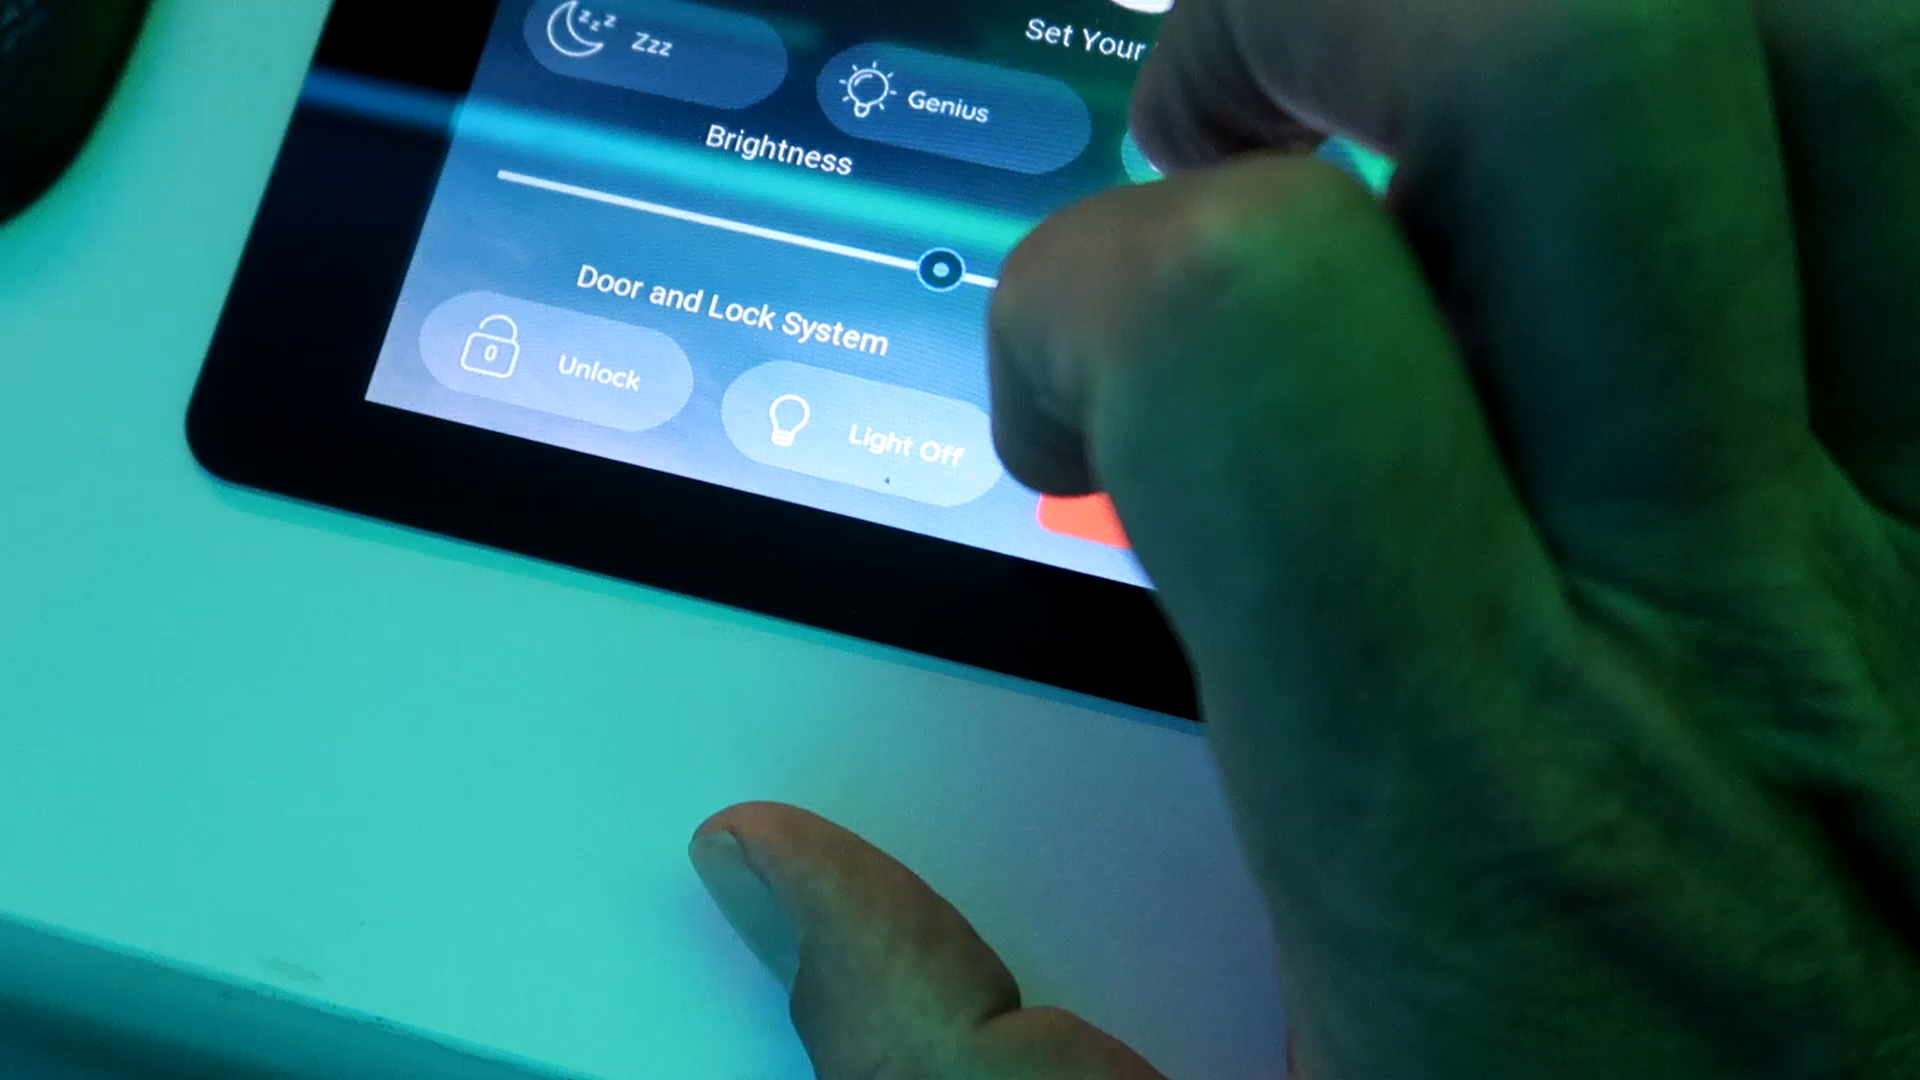 Zzz
Set Your
Genius
Brightness
Door and Lock System
Unlock
Light Off